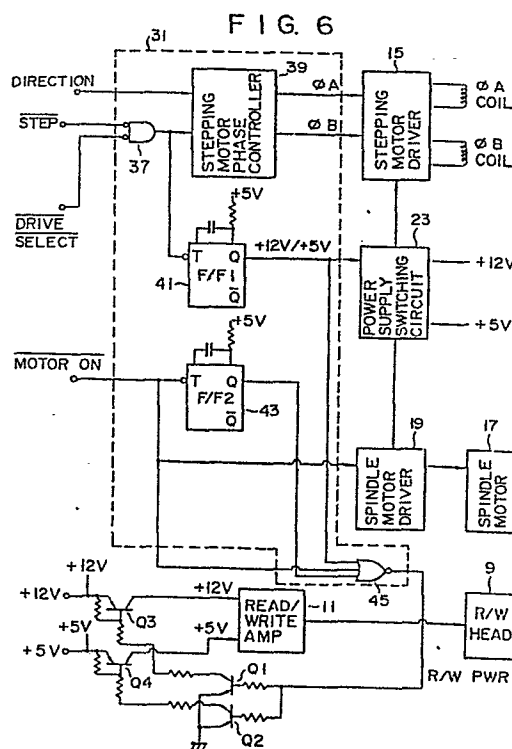 FIG. 6
31
39
15
DIRECTION
STEPPING MOTOR PHASE CONTROLLER
ØA
ØB
STEPPING MOTOR DRIVER
ØA COIL
ØB COIL
STEP
37
DRIVE SELECT
+5V
T Q
F/F1
Q
41
+12V/+5V
23
POWER SUPPLY SWITCHING CIRCUIT
+12V
+5V
+5V
MOTOR ON
T Q
F/F2
Q
43
19
SPINDLE MOTOR DRIVER
17
SPINDLE MOTOR
45
+12V
+12V
Q3
+12V
READ/WRITE AMP
11
9
R/W HEAD
+5V
+5V
Q4
+5V
Q1
R/W PWR
Q2